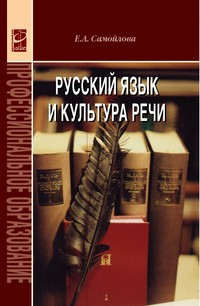 Е.А. Самойлова
РУССКИЙ ЯЗЫК
И КУЛЬТУРА РЕЧИ
ПРОФЕССИОНАЛЬНОЕ ОБРАЗОВАНИЕ